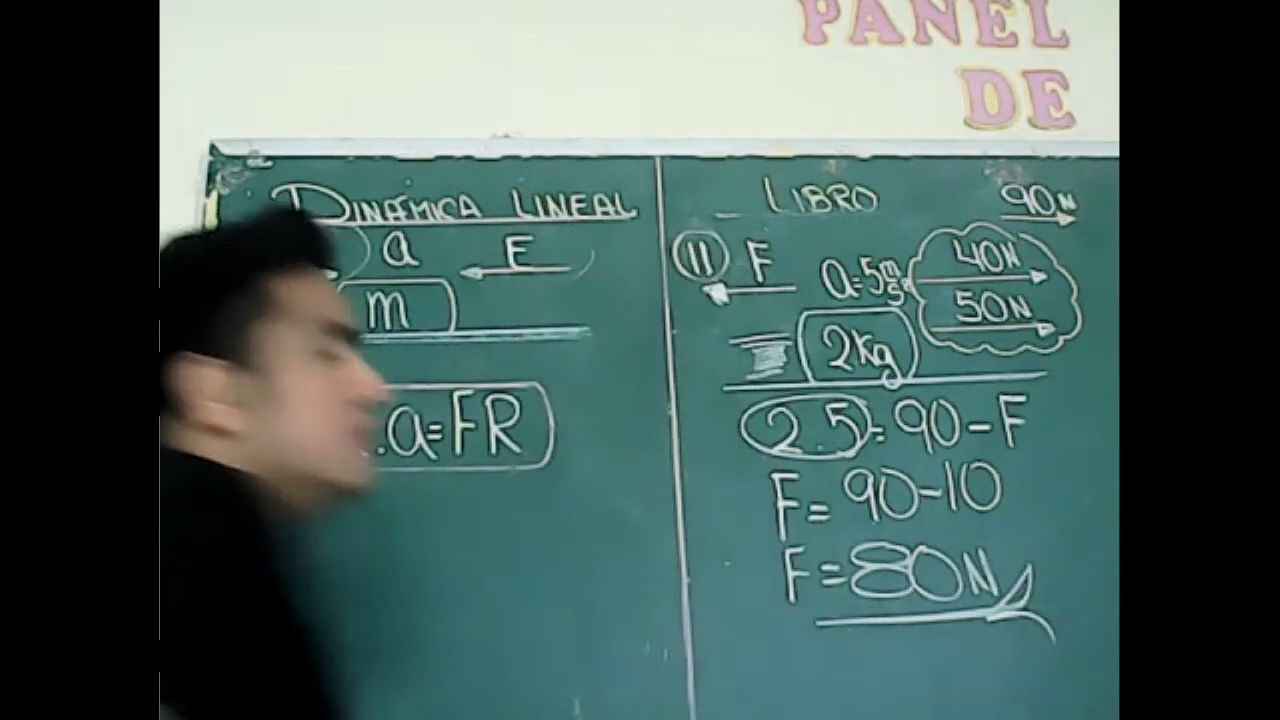 PANEL
DE
DINÁMICA LINEAL
a F
m
.a=FR
LIBRO
90N
11 F a=5m/s² 40N
50N
2Kg
2.5=90-F
F=90-10
F=80N